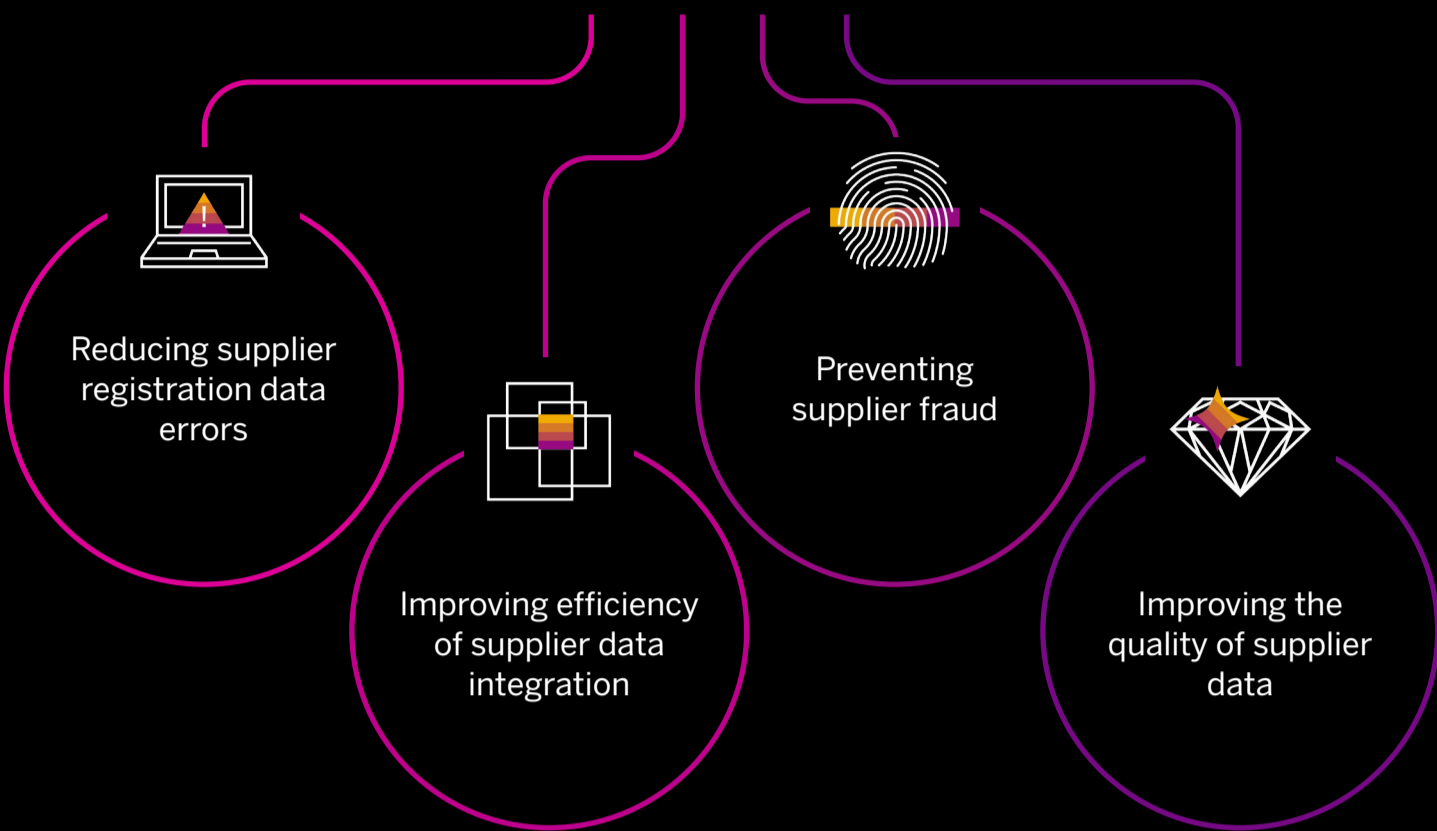 Reducing supplier
registration data
errors
Improving efficiency
of supplier data
integration
Preventing
supplier fraud
Improving the
quality of supplier
data